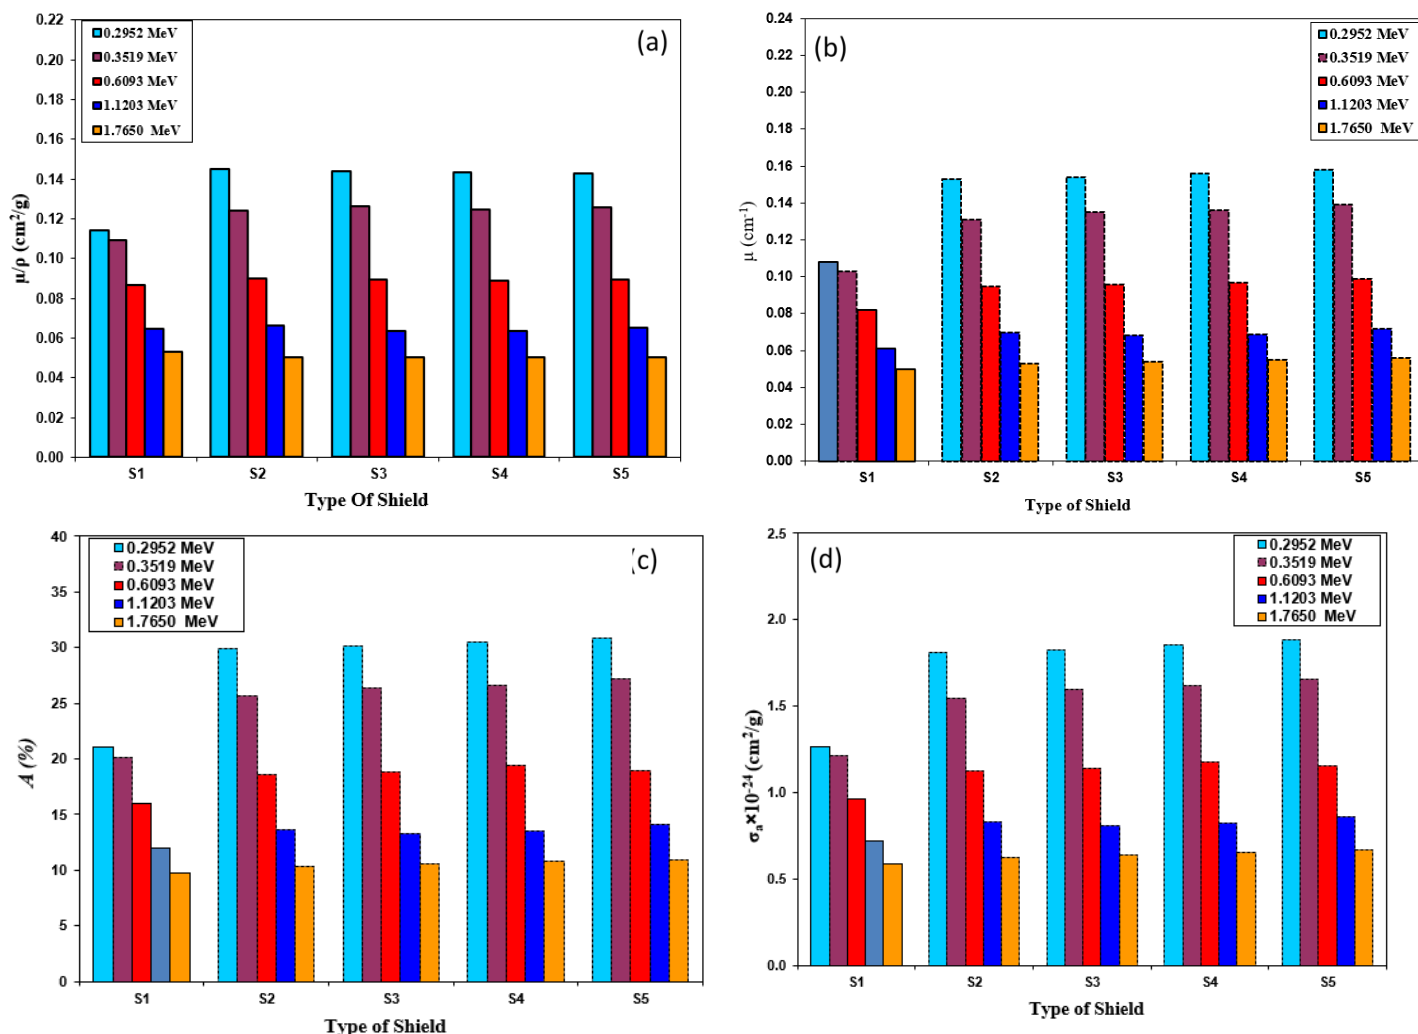 (a)
0.2952 MeV
0.3519 MeV
0.6093 MeV
1.1203 MeV
1.7650 MeV
0.22
0.20
0.18
0.16
0.14
0.12
0.10
0.08
0.06
0.04
0.02
0.00
μ/ρ (cm²/g)
S1 S2 S3 S4 S5
Type Of Shield
(b)
0.2952 MeV
0.3519 MeV
0.6093 MeV
1.1203 MeV
1.7650 MeV
0.24
0.22
0.20
0.18
0.16
0.14
0.12
0.10
0.08
0.06
0.04
0.02
0.00
μ (cm⁻¹)
S1 S2 S3 S4 S5
Type of Shield
(c)
0.2952 MeV
0.3519 MeV
0.6093 MeV
1.1203 MeV
1.7650 MeV
40
35
30
25
20
15
10
5
0
A (%)
S1 S2 S3 S4 S5
Type of Shield
(d)
0.2952 MeV
0.3519 MeV
0.6093 MeV
1.1203 MeV
1.7650 MeV
2.5
2.0
1.5
1.0
0.5
0.0
σₐ×10⁻²⁴ (cm²/g)
S1 S2 S3 S4 S5
Type of Shield